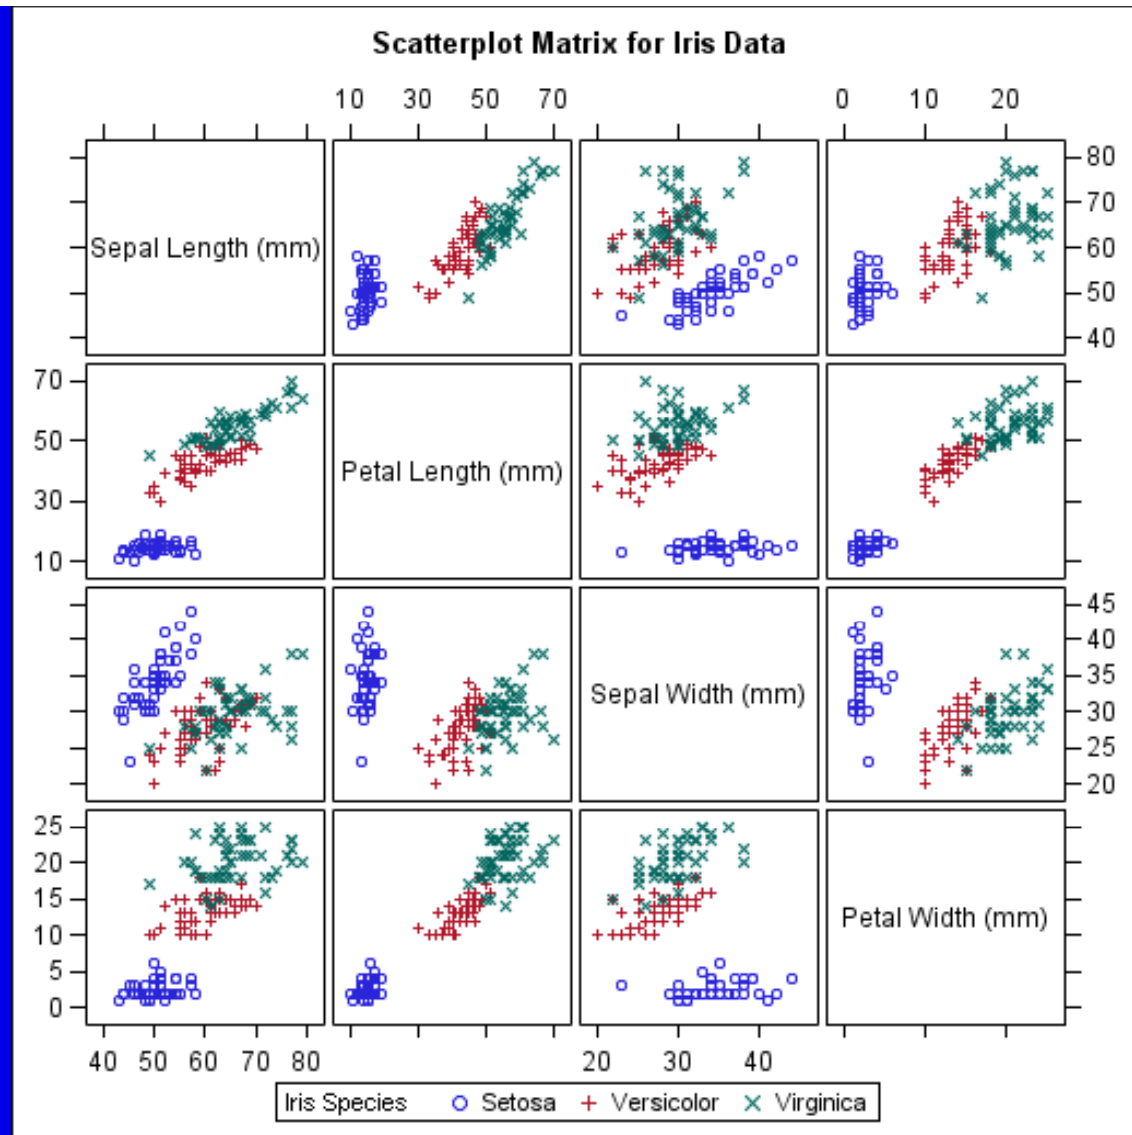 Scatterplot Matrix for Iris Data
10 30 50 70 0 10 20
Sepal Length (mm)
80
70
60
50
40
70
50
30
10
Petal Length (mm)
Sepal Width (mm)
45
40
35
30
25
20
25
20
15
10
5
0
Petal Width (mm)
40 50 60 70 80 20 30 40
Iris Species Setosa Versicolor Virginica